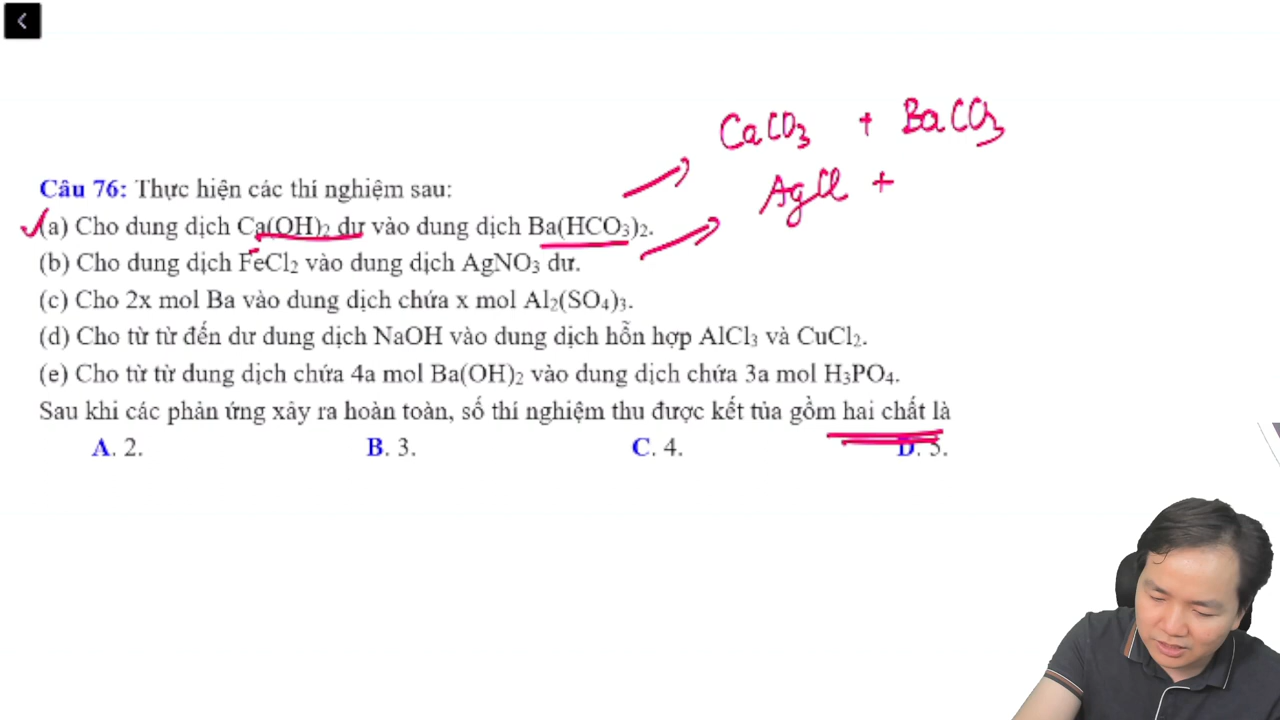 CaCO3 + BaCO3
AgCl +
Câu 76: Thực hiện các thí nghiệm sau:
(a) Cho dung dịch Ca(OH)2 dư vào dung dịch Ba(HCO3)2.
(b) Cho dung dịch FeCl2 vào dung dịch AgNO3 dư.
(c) Cho 2x mol Ba vào dung dịch chứa x mol Al2(SO4)3.
(d) Cho từ từ đến dư dung dịch NaOH vào dung dịch hỗn hợp AlCl3 và CuCl2.
(e) Cho từ từ dung dịch chứa 4a mol Ba(OH)2 vào dung dịch chứa 3a mol H3PO4.
Sau khi các phản ứng xảy ra hoàn toàn, số thí nghiệm thu được kết tủa gồm hai chất là
A. 2. B. 3. C. 4. D. 5.